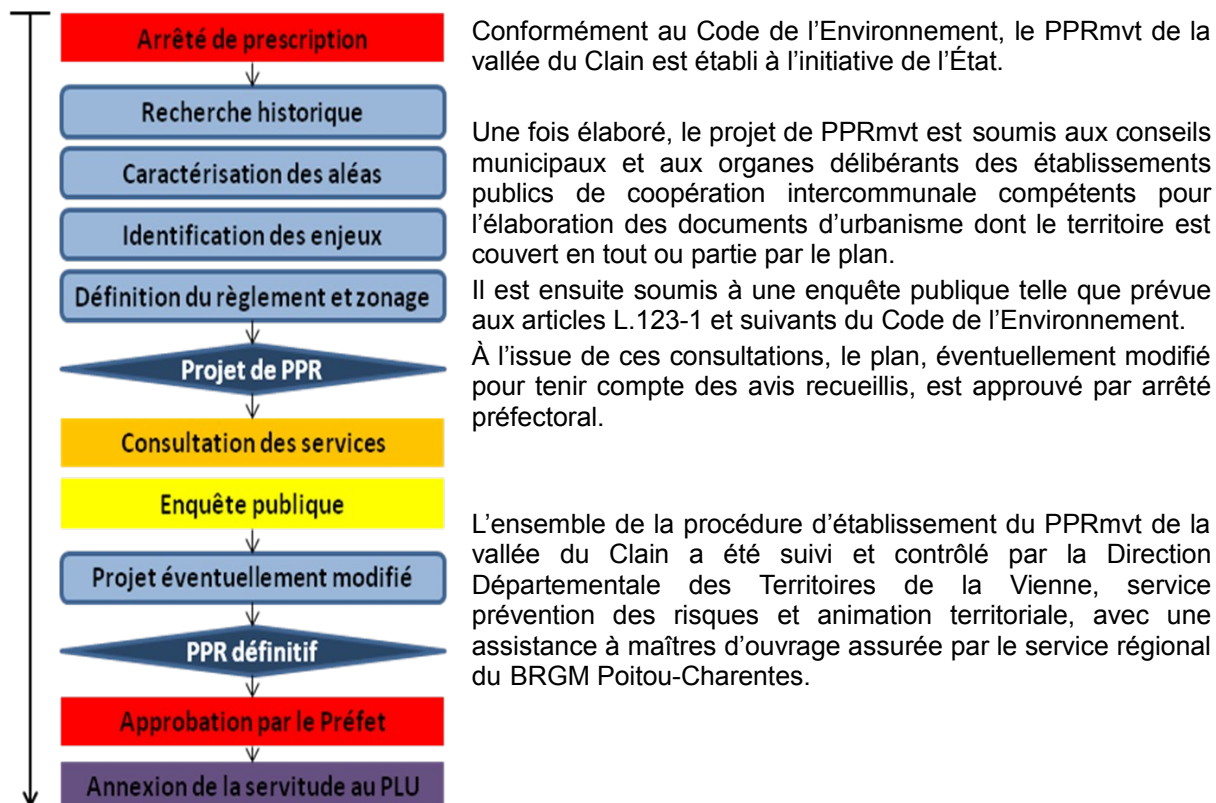 Arrêté de prescription
Recherche historique
Caractérisation des aléas
Identification des enjeux
Définition du règlement et zonage
Projet de PPR
Consultation des services
Enquête publique
Projet éventuellement modifié
PPR définitif
Approbation par le Préfet
Annexion de la servitude au PLU
Conformément au Code de l’Environnement, le PPRmvt de la
vallée du Clain est établi à l’initiative de l’État.
Une fois élaboré, le projet de PPRmvt est soumis aux conseils
municipaux et aux organes délibérants des établissements
publics de coopération intercommunale compétents pour
l’élaboration des documents d’urbanisme dont le territoire est
couvert en tout ou partie par le plan.
Il est ensuite soumis à une enquête publique telle que prévue
aux articles L.123-1 et suivants du Code de l’Environnement.
À l’issue de ces consultations, le plan, éventuellement modifié
pour tenir compte des avis recueillis, est approuvé par arrêté
préfectoral.
L’ensemble de la procédure d’établissement du PPRmvt de la
vallée du Clain a été suivi et contrôlé par la Direction
Départementale des Territoires de la Vienne, service
prévention des risques et animation territoriale, avec une
assistance à maîtres d’ouvrage assurée par le service régional
du BRGM Poitou-Charentes.